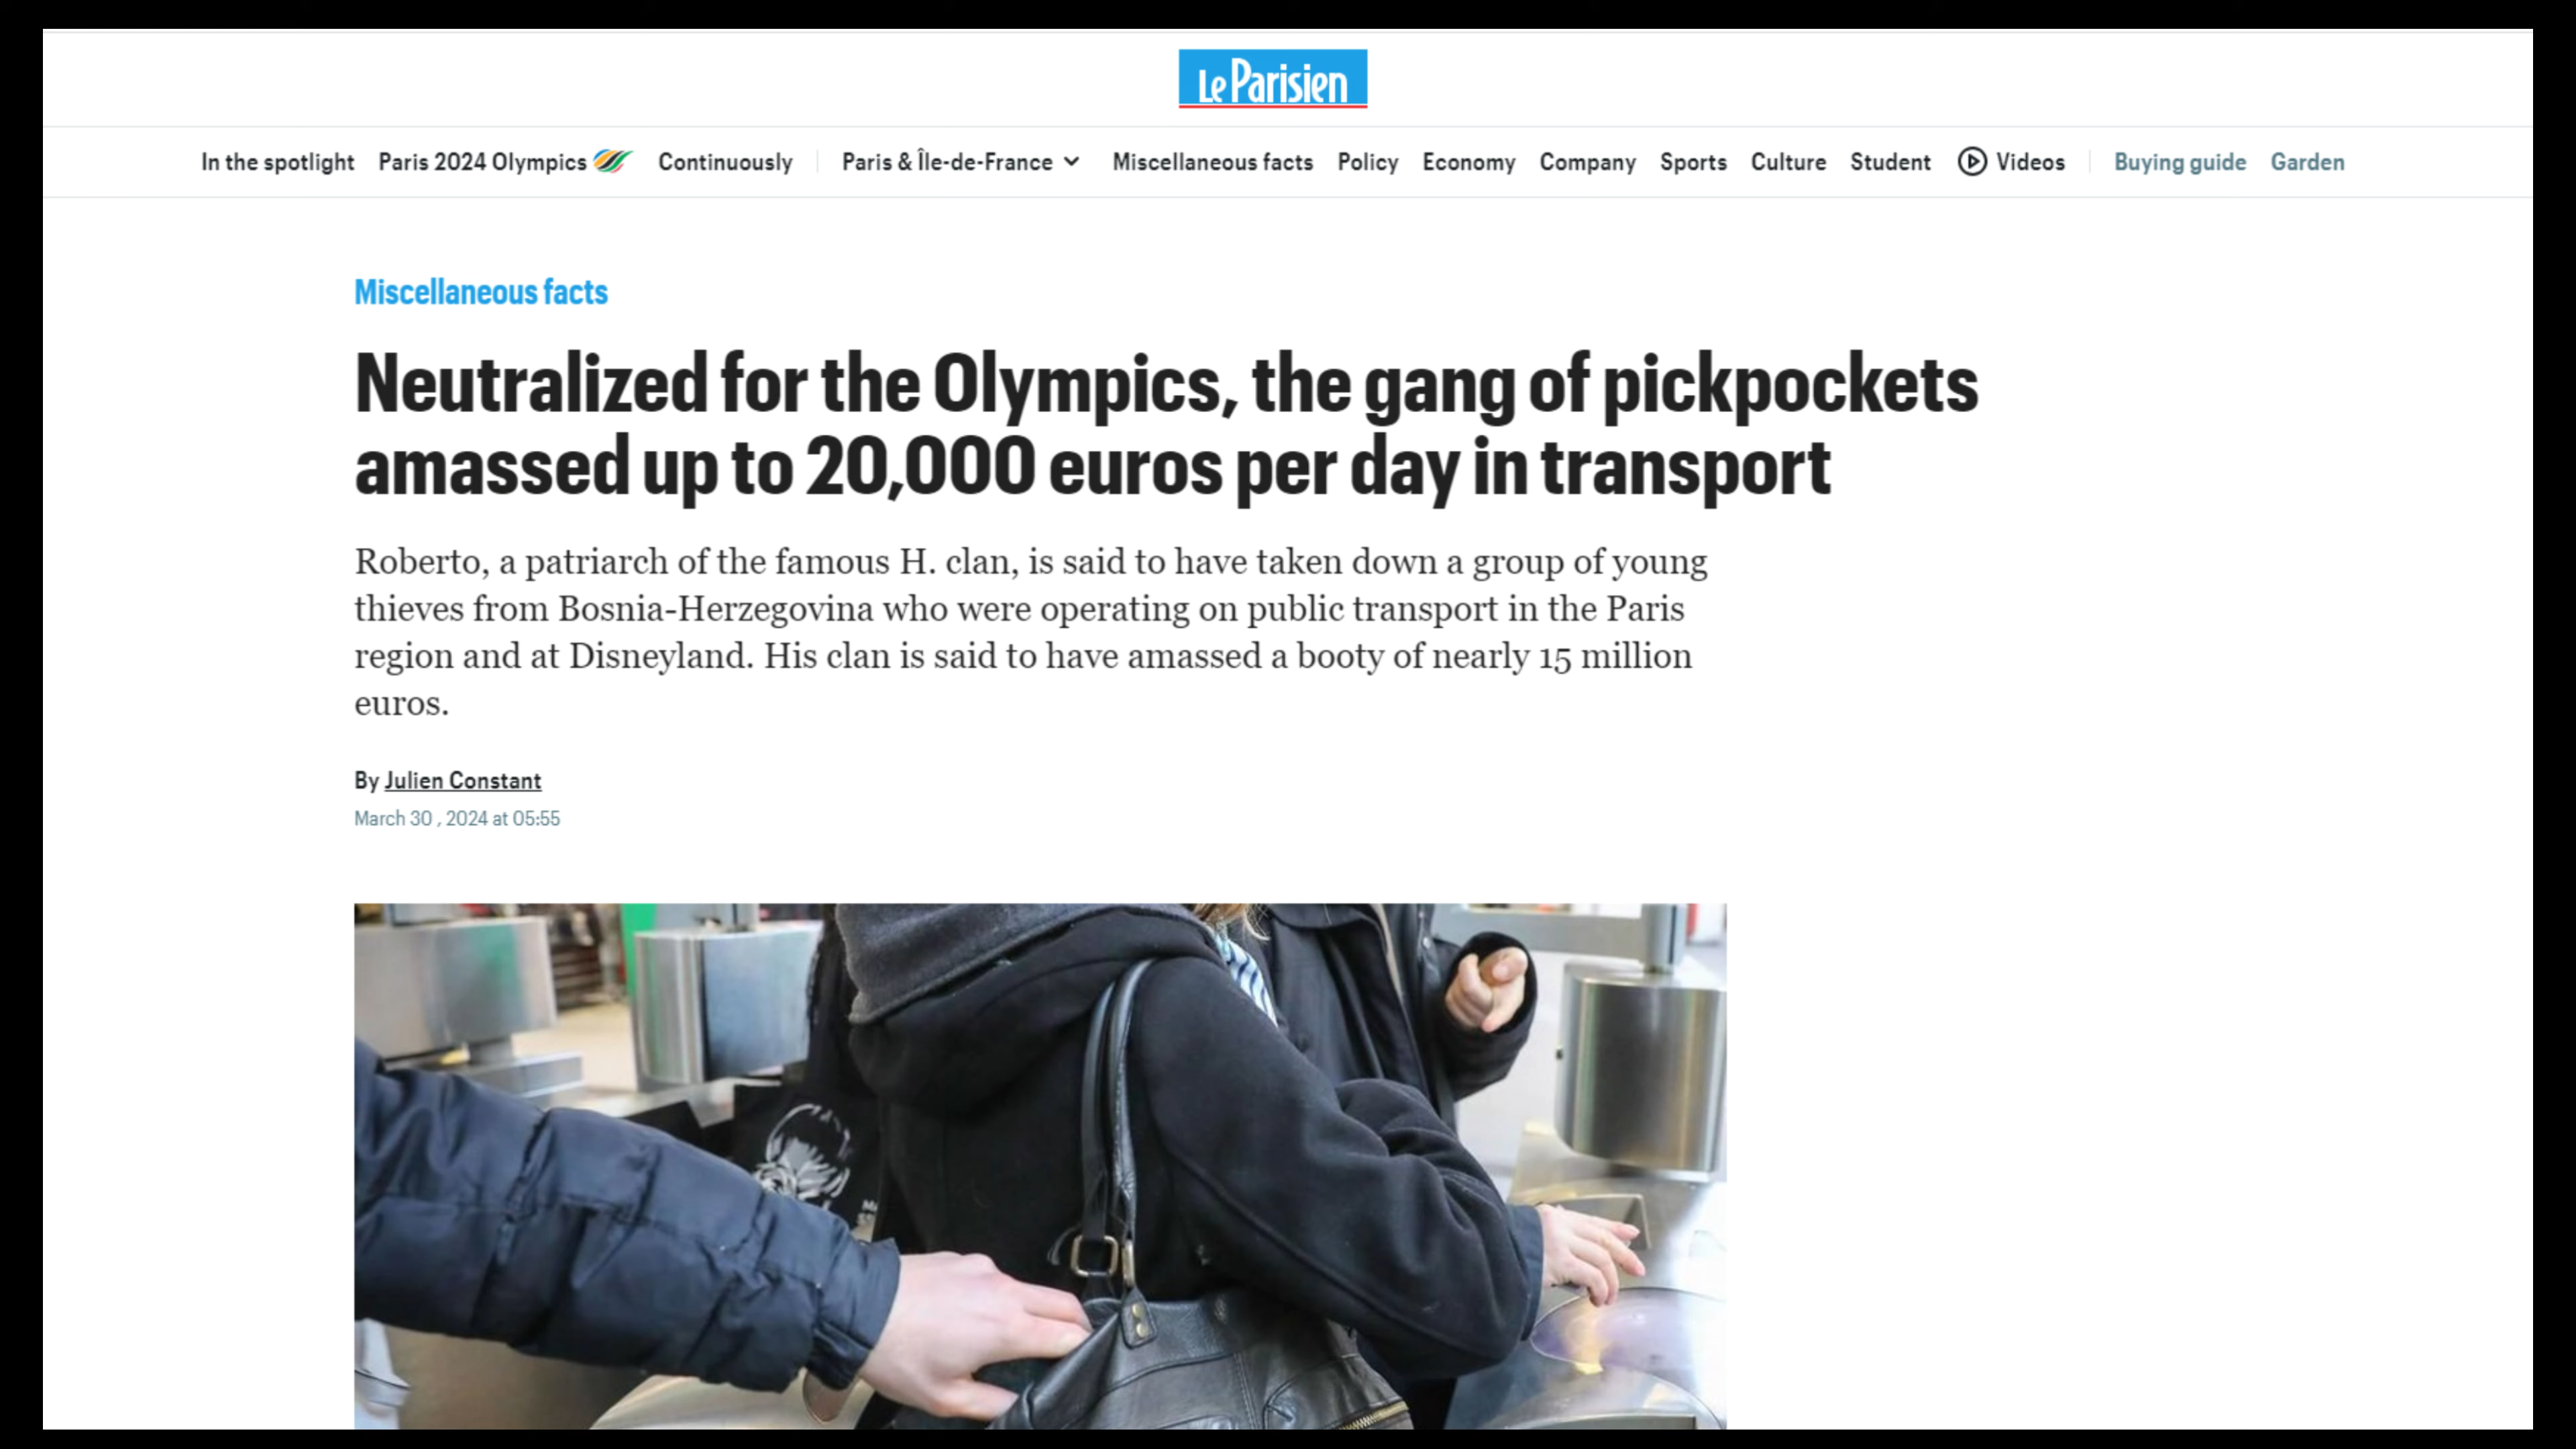 Le Parisien
In the spotlight Paris 2024 Olympics Continuously Paris & Île-de-France Miscellaneous facts Policy Economy Company Sports Culture Student Videos Buying guide Garden
Miscellaneous facts
Neutralized for the Olympics, the gang of pickpockets
amassed up to 20,000 euros per day in transport
Roberto, a patriarch of the famous H. clan, is said to have taken down a group of young
thieves from Bosnia-Herzegovina who were operating on public transport in the Paris
region and at Disneyland. His clan is said to have amassed a booty of nearly 15 million
euros.
By Julien Constant
March 30 , 2024 at 05:55